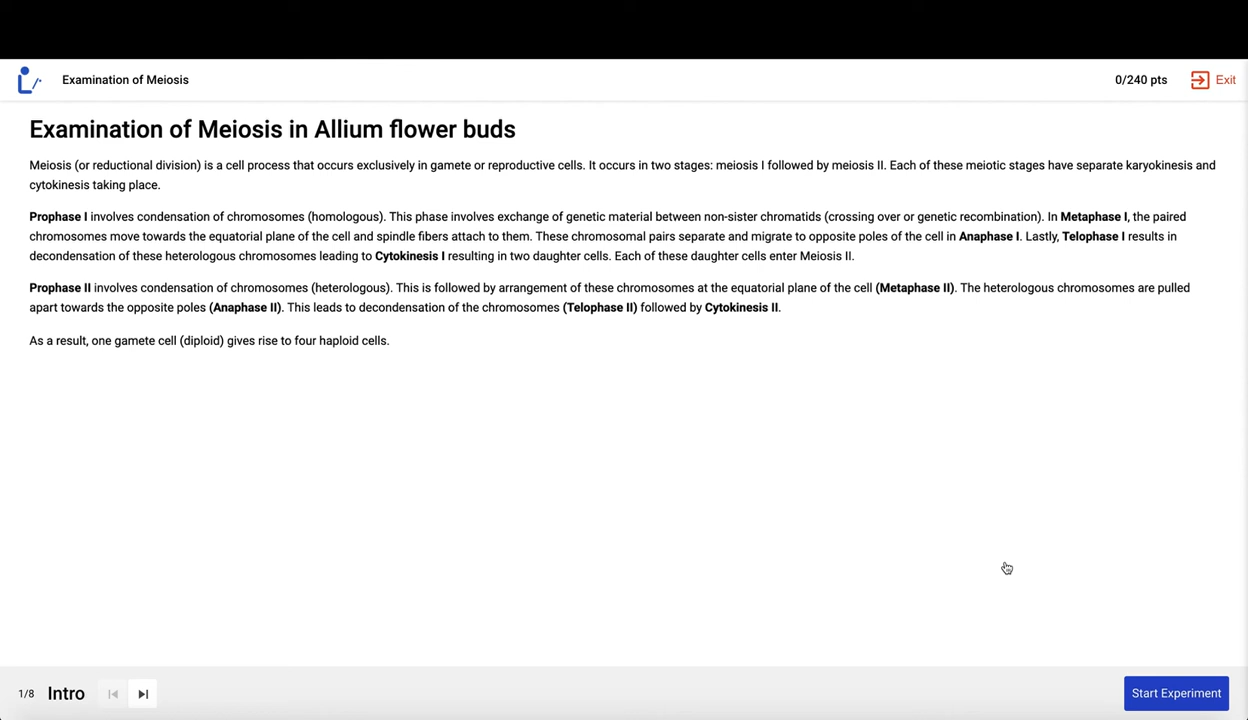 Examination of Meiosis
0/240 pts
Exit
Examination of Meiosis in Allium flower buds
Meiosis (or reductional division) is a cell process that occurs exclusively in gamete or reproductive cells. It occurs in two stages: meiosis I followed by meiosis II. Each of these meiotic stages have separate karyokinesis and
cytokinesis taking place.
Prophase I involves condensation of chromosomes (homologous). This phase involves exchange of genetic material between non-sister chromatids (crossing over or genetic recombination). In Metaphase I, the paired
chromosomes move towards the equatorial plane of the cell and spindle fibers attach to them. These chromosomal pairs separate and migrate to opposite poles of the cell in Anaphase I. Lastly, Telophase I results in
decondensation of these heterologous chromosomes leading to Cytokinesis I resulting in two daughter cells. Each of these daughter cells enter Meiosis II.
Prophase II involves condensation of chromosomes (heterologous). This is followed by arrangement of these chromosomes at the equatorial plane of the cell (Metaphase II). The heterologous chromosomes are pulled
apart towards the opposite poles (Anaphase II). This leads to decondensation of the chromosomes (Telophase II) followed by Cytokinesis II.
As a result, one gamete cell (diploid) gives rise to four haploid cells.
1/8
Intro
Start Experiment